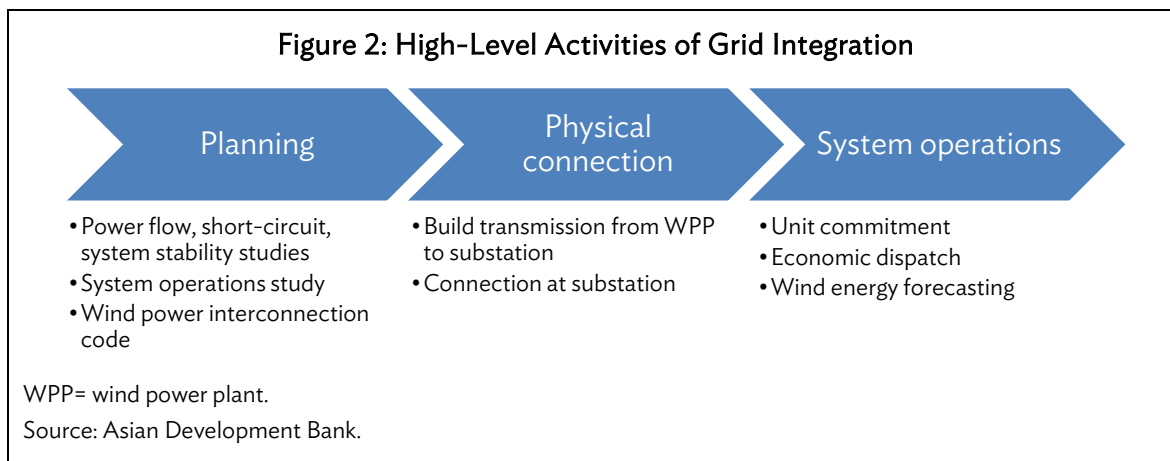 Figure 2: High-Level Activities of Grid Integration
Planning
Physical
connection
System operations
•Power flow, short-circuit,
system stability studies
•System operations study
•Wind power interconnection
code
•Build transmission from WPP
to substation
•Connection at substation
•Unit commitment
•Economic dispatch
•Wind energy forecasting
WPP= wind power plant.
Source: Asian Development Bank.